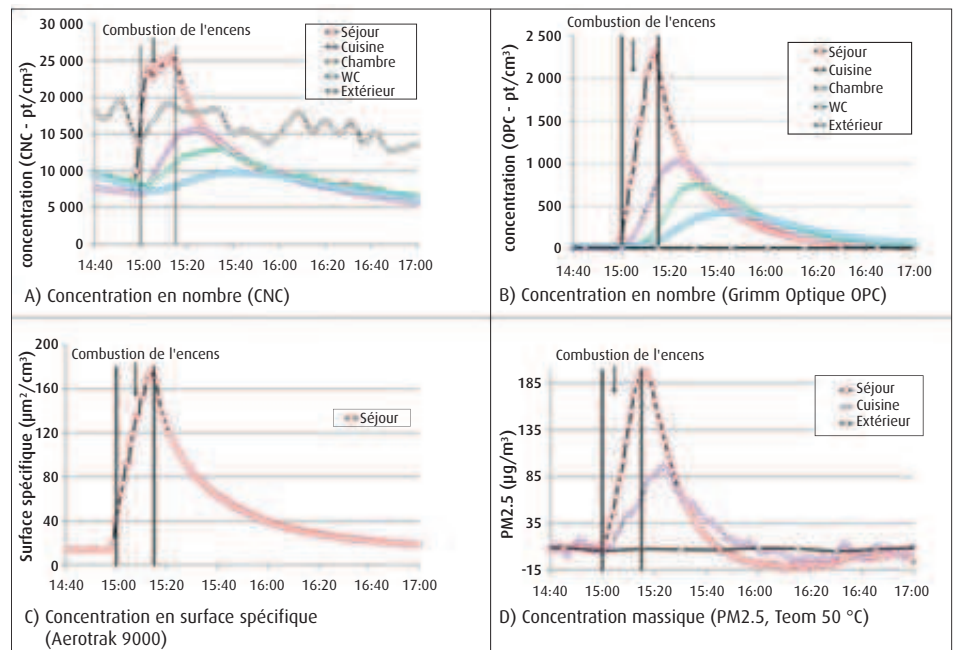 30 000
25 000
20 000
10 500
10 000
5 000
0
concentration (CNC - pt/cm³)
Combustion de l'encens
Séjour
Cuisine
Chambre
WC
Extérieur
14:40 15:00 15:20 15:40 16:00 16:20 16:40 17:00
A) Concentration en nombre (CNC)
2 500
2 000
1 500
1 000
500
0
concentration (OPC - pt/cm³)
Combustion de l'encens
Séjour
Cuisine
Chambre
WC
Extérieur
14:40 15:00 15:20 15:40 16:00 16:20 16:40 17:00
B) Concentration en nombre (Grimm Optique OPC)
200
160
120
80
40
0
Surface spécifique (µm²/cm³)
Combustion de l'encens
Séjour
14:40 15:00 15:20 15:40 16:00 16:20 16:40 17:00
C) Concentration en surface spécifique
(Aerotrak 9000)
185
135
85
35
-15
PM2.5 (µg/m³)
Combustion de l'encens
Séjour
Cuisine
Extérieur
14:40 15:00 15:20 15:40 16:00 16:20 16:40 17:00
D) Concentration massique (PM2.5, Teom 50 °C)